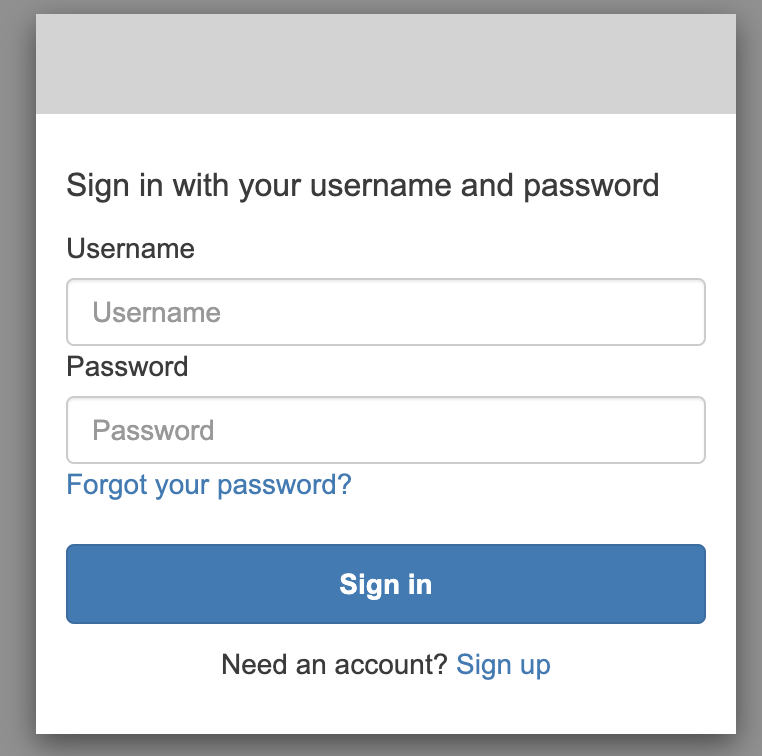 Sign in with your username and password
Username
Username
Password
Password
Forgot your password?
Sign in
Need an account? Sign up